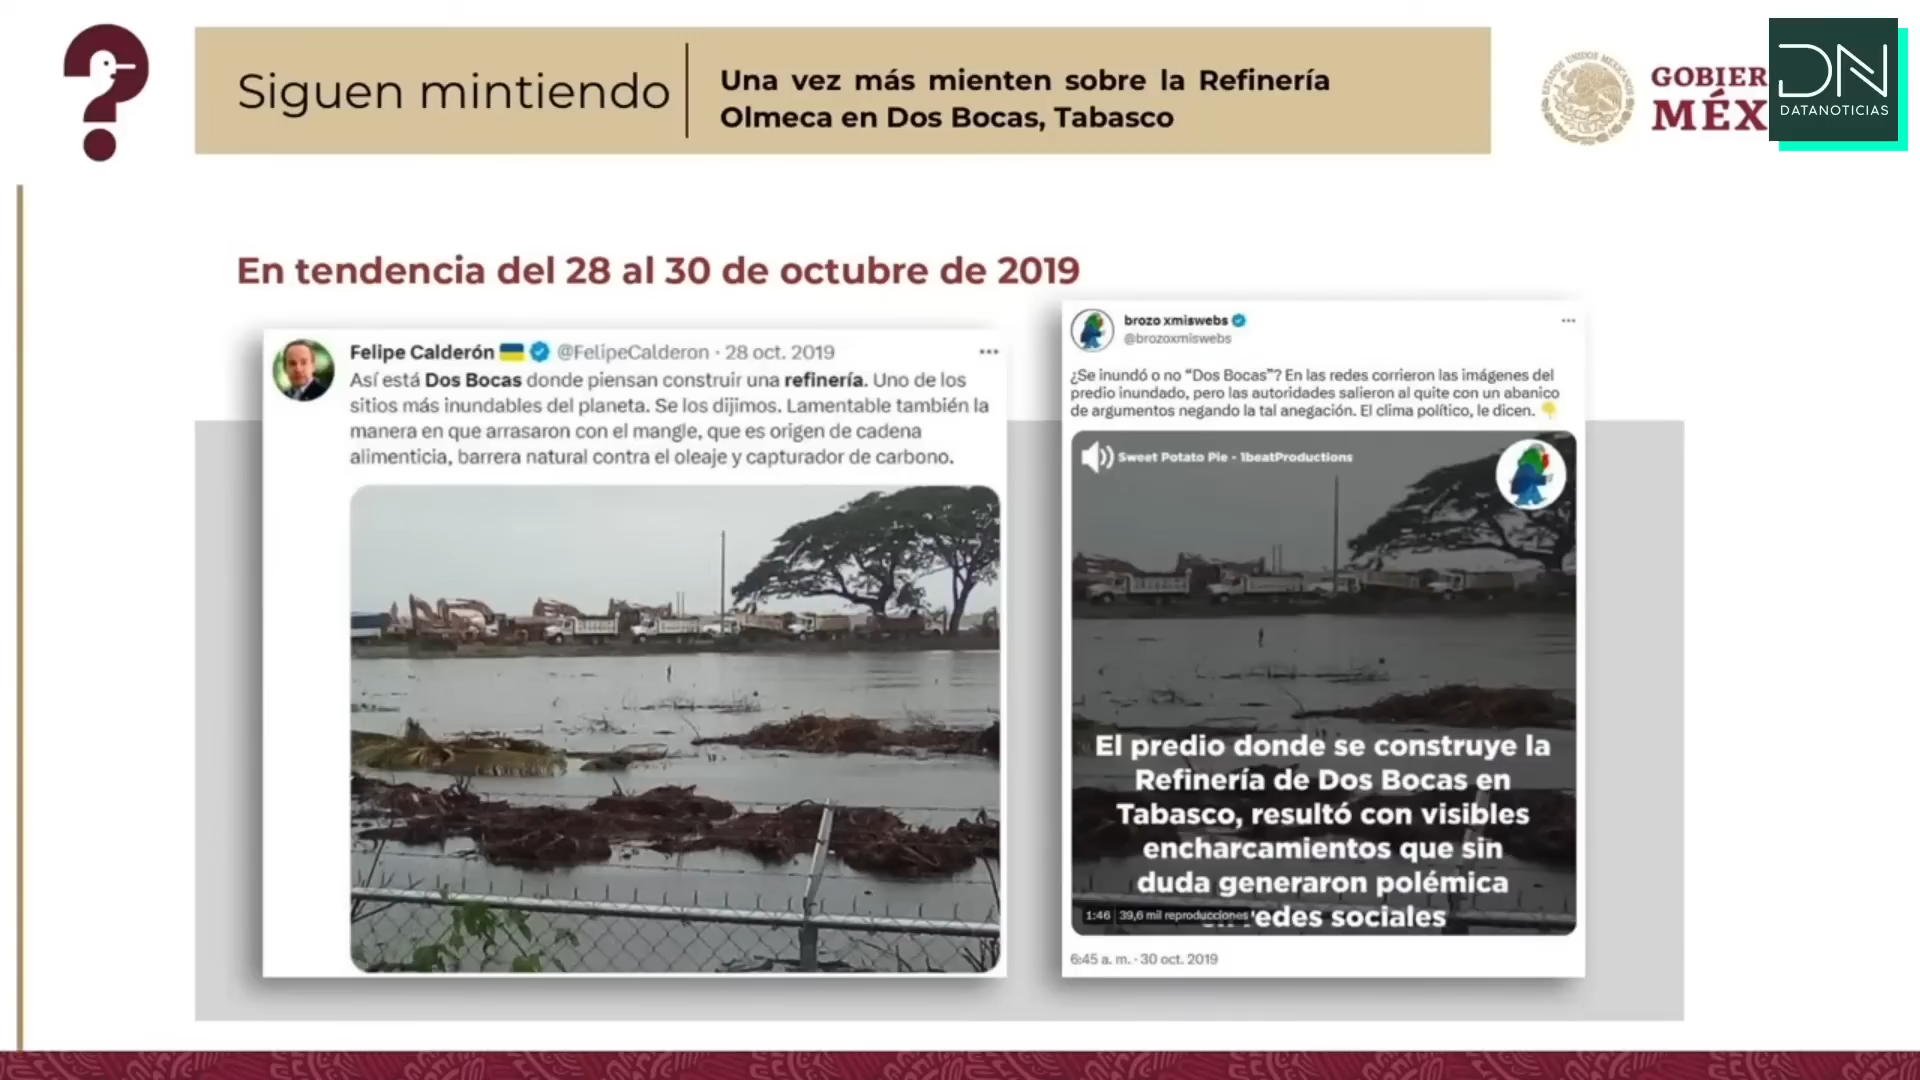 Siguen mintiendo
Una vez más mienten sobre la Refinería
Olmeca en Dos Bocas, Tabasco
GOBIER
MÉX
DN
DATANOTICIAS
En tendencia del 28 al 30 de octubre de 2019
Felipe Calderón @FelipeCalderon · 28 oct. 2019
Así está Dos Bocas donde piensan construir una refinería. Uno de los
sitios más inundables del planeta. Se los dijimos. Lamentable también la
manera en que arrasaron con el mangle, que es origen de cadena
alimenticia, barrera natural contra el oleaje y capturador de carbono.
brozo xmiswebs
@brozoxmiswebs
¿Se inundó o no “Dos Bocas”? En las redes corrieron las imágenes del
predio inundado, pero las autoridades salieron al quite con un abanico
de argumentos negando la tal anegación. El clima político, le dicen.
Sweet Potato Pie - 1beatProductions
El predio donde se construye la
Refinería de Dos Bocas en
Tabasco, resultó con visibles
encharcamientos que sin
duda generaron polémica
edes sociales
1:46 39,6 mil reproducciones
6:45 a. m. · 30 oct. 2019